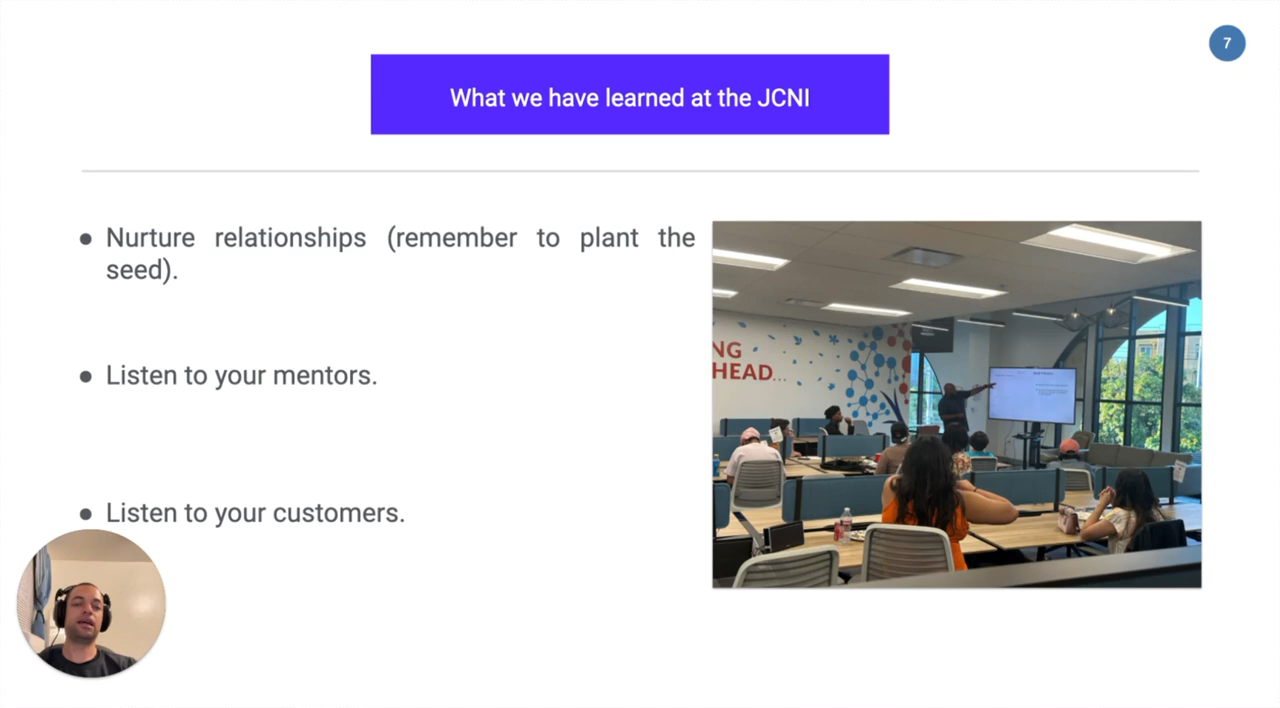 7
What we have learned at the JCNI
● Nurture relationships (remember to plant the
seed).
● Listen to your mentors.
● Listen to your customers.
NG
HEAD...